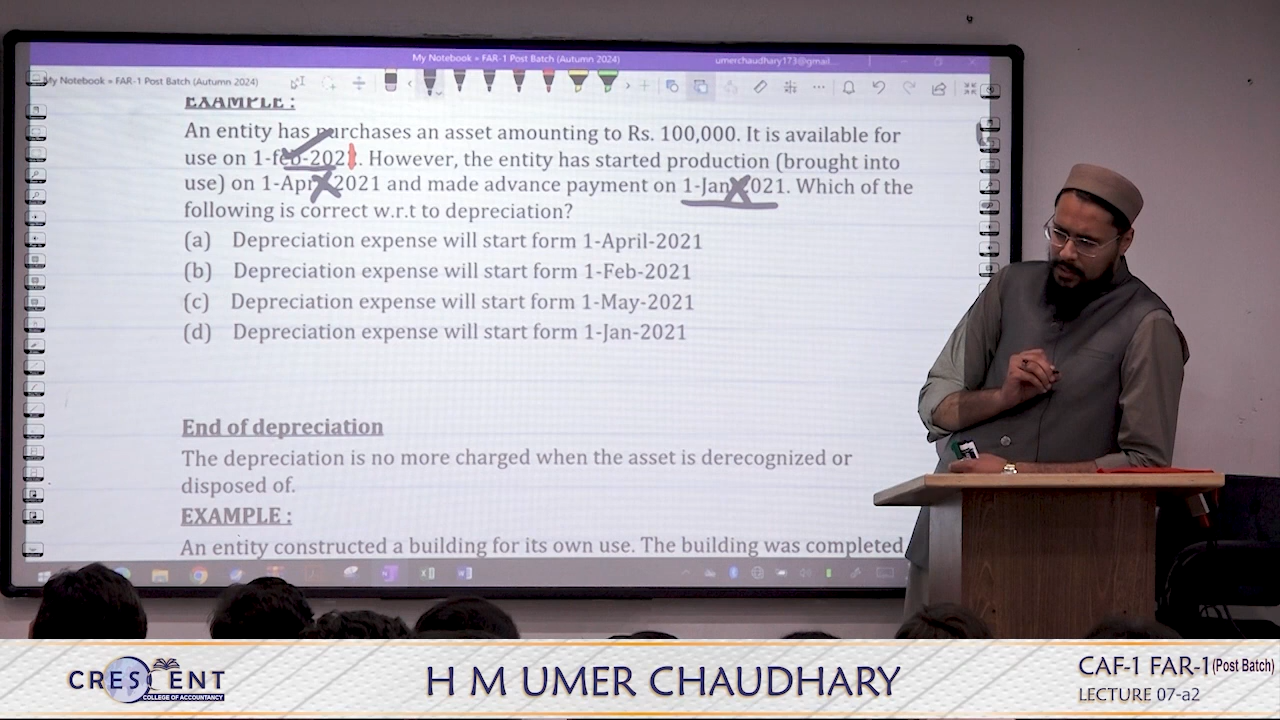 My Notebook » FAR-1 Post Batch (Autumn 2024)
umerchaudhary173@gmail...
My Notebook » FAR-1 Post Batch (Autumn 2024)
EXAMPLE :
An entity has purchases an asset amounting to Rs. 100,000. It is available for
use on 1-feb-2021. However, the entity has started production (brought into
use) on 1-Apr-2021 and made advance payment on 1-Jan-2021. Which of the
following is correct w.r.t to depreciation?
(a) Depreciation expense will start form 1-April-2021
(b) Depreciation expense will start form 1-Feb-2021
(c) Depreciation expense will start form 1-May-2021
(d) Depreciation expense will start form 1-Jan-2021
End of depreciation
The depreciation is no more charged when the asset is derecognized or
disposed of.
EXAMPLE :
An entity constructed a building for its own use. The building was completed
CRESCENT
COLLEGE OF ACCOUNTANCY
H M UMER CHAUDHARY
CAF-1 FAR-1(Post Batch)
LECTURE 07-a2